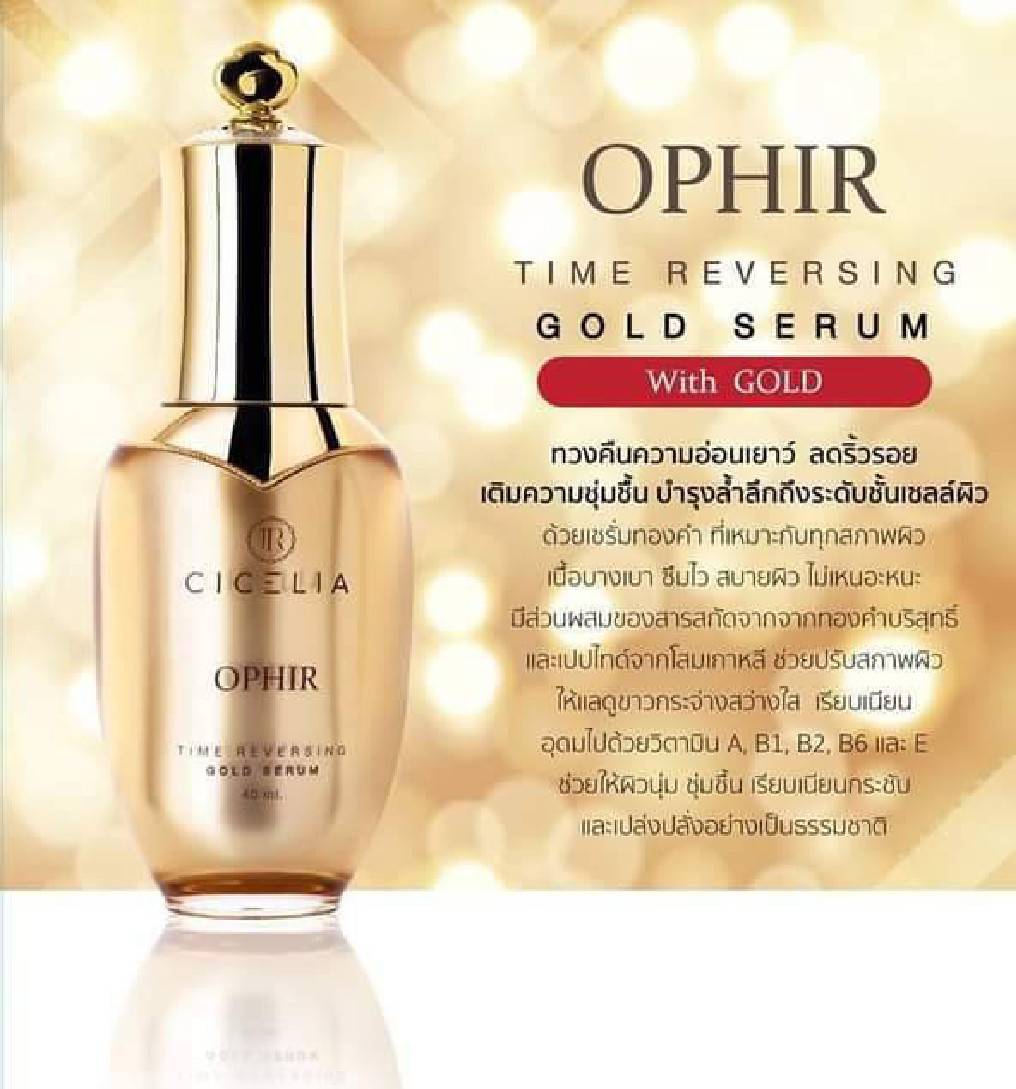 OPHIR
TIME REVERSING
GOLD SERUM
With GOLD
ทวงคืนความอ่อนเยาว์ ลดริ้วรอย
เติมความชุ่มชื้น บำรุงล้ำลึกถึงระดับชั้นเซลล์ผิว
ด้วยเซรั่มทองคำ ที่เหมาะกับทุกสภาพผิว
เนื้อบางเบา ซึมไว สบายผิว ไม่เหนอะหนะ
มีส่วนผสมของสารสกัดจากจากทองคำบริสุทธิ์
และเปปไทด์จากโสมเกาหลี ช่วยปรับสภาพผิว
ให้แลดูขาวกระจ่างสว่างใส เรียบเนียน
อุดมไปด้วยวิตามิน A, B1, B2, B6 และ E
ช่วยให้ผิวนุ่ม ชุ่มชื้น เรียบเนียนกระชับ
และเปล่งปลั่งอย่างเป็นธรรมชาติ
CICELIA
OPHIR
TIME REVERSING
GOLD SERUM
40 ml.